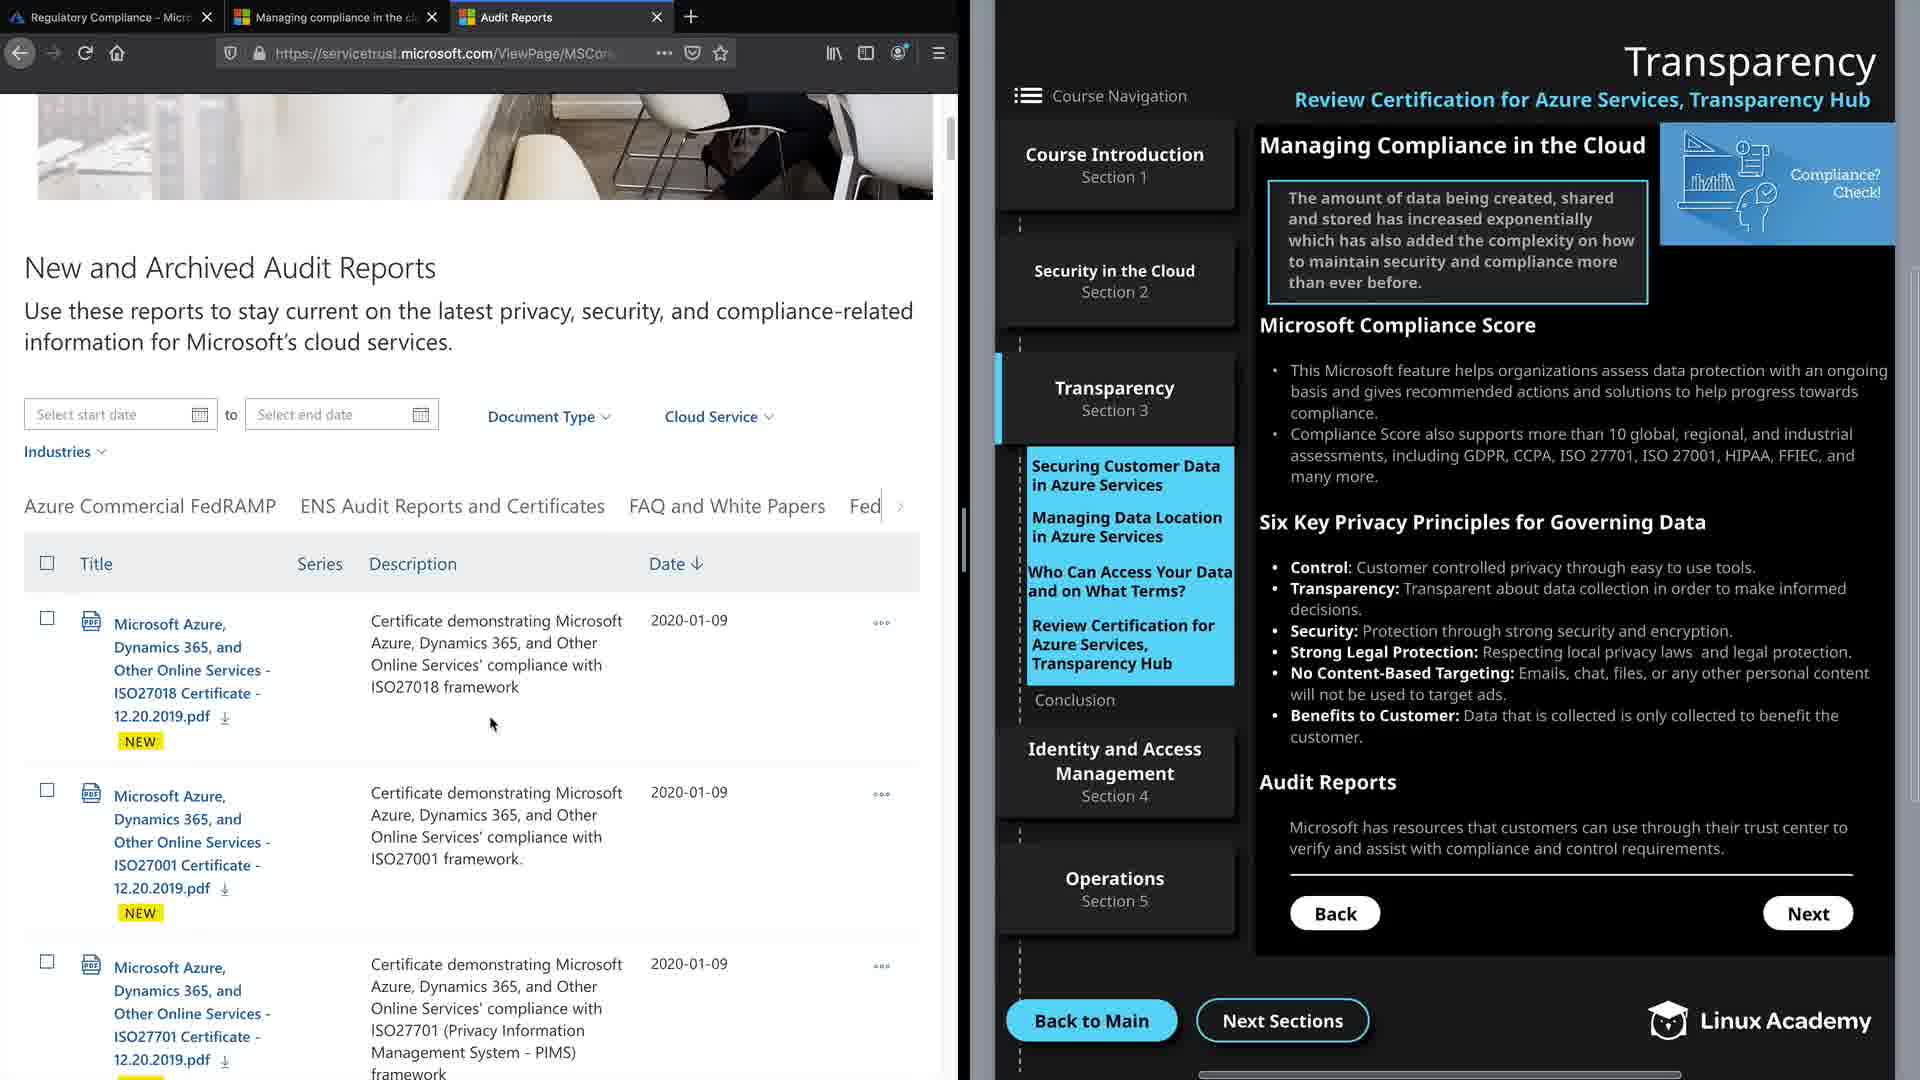 Regulatory Compliance - Micro
Managing compliance in the cl
Audit Reports
https://servicetrust.microsoft.com/ViewPage/MSCom
New and Archived Audit Reports
Use these reports to stay current on the latest privacy, security, and compliance-related
information for Microsoft's cloud services.
Select start date
to
Select end date
Document Type
Cloud Service
Industries
Azure Commercial FedRAMP
ENS Audit Reports and Certificates
FAQ and White Papers
Fed
Title
Series
Description
Date ↓
PDF
Microsoft Azure,
Dynamics 365, and
Other Online Services -
ISO27018 Certificate -
12.20.2019.pdf
NEW
Certificate demonstrating Microsoft
Azure, Dynamics 365, and Other
Online Services' compliance with
ISO27018 framework
2020-01-09
PDF
Microsoft Azure,
Dynamics 365, and
Other Online Services -
ISO27001 Certificate -
12.20.2019.pdf
NEW
Certificate demonstrating Microsoft
Azure, Dynamics 365, and Other
Online Services' compliance with
ISO27001 framework.
2020-01-09
PDF
Microsoft Azure,
Dynamics 365, and
Other Online Services -
ISO27701 Certificate -
12.20.2019.pdf
Certificate demonstrating Microsoft
Azure, Dynamics 365, and Other
Online Services' compliance with
ISO27701 (Privacy Information
Management System - PIMS)
framework
2020-01-09
Transparency
Review Certification for Azure Services, Transparency Hub
Course Navigation
Course Introduction
Section 1
Security in the Cloud
Section 2
Transparency
Section 3
Securing Customer Data
in Azure Services
Managing Data Location
in Azure Services
Who Can Access Your Data
and on What Terms?
Review Certification for
Azure Services,
Transparency Hub
Conclusion
Identity and Access
Management
Section 4
Operations
Section 5
Back to Main
Next Sections
Managing Compliance in the Cloud
Compliance?
Check!
The amount of data being created, shared
and stored has increased exponentially
which has also added the complexity on how
to maintain security and compliance more
than ever before.
Microsoft Compliance Score
• This Microsoft feature helps organizations assess data protection with an ongoing
basis and gives recommended actions and solutions to help progress towards
compliance.
• Compliance Score also supports more than 10 global, regional, and industrial
assessments, including GDPR, CCPA, ISO 27701, ISO 27001, HIPAA, FFIEC, and
many more.
Six Key Privacy Principles for Governing Data
• Control: Customer controlled privacy through easy to use tools.
• Transparency: Transparent about data collection in order to make informed
decisions.
• Security: Protection through strong security and encryption.
• Strong Legal Protection: Respecting local privacy laws and legal protection.
• No Content-Based Targeting: Emails, chat, files, or any other personal content
will not be used to target ads.
• Benefits to Customer: Data that is collected is only collected to benefit the
customer.
Audit Reports
Microsoft has resources that customers can use through their trust center to
verify and assist with compliance and control requirements.
Back
Next
Linux Academy